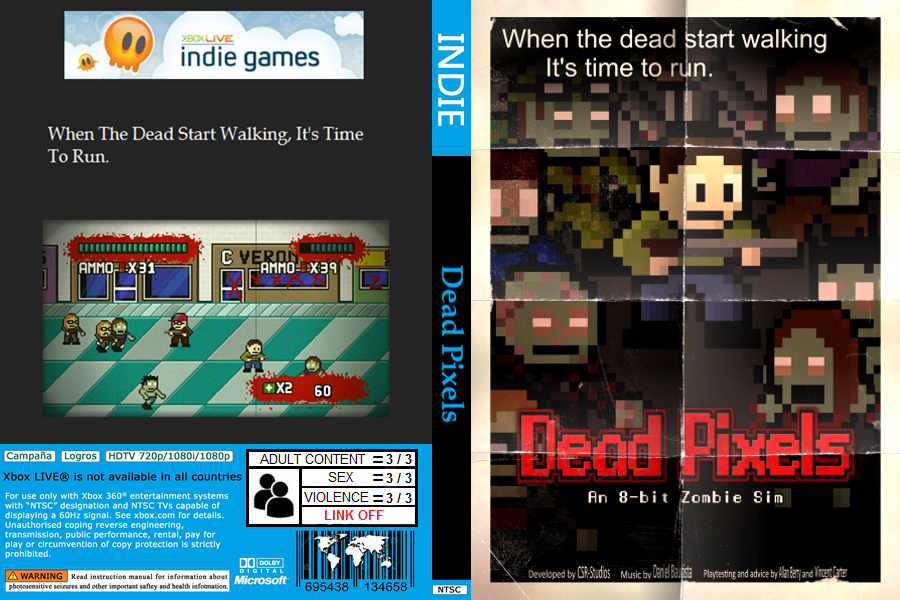 XBOX LIVE
indie games
When The Dead Start Walking, It's Time
To Run.
AMMO X31
C VERON
AMMO X39
X2
60
Campaña Logros HDTV 720p/1080i/1080p
Xbox LIVE® is not available in all countries
For use only with Xbox 360® entertainment systems
with “NTSC” designation and NTSC TVs capable of
displaying a 60Hz signal. See xbox.com for details.
Unauthorised coping reverse engineering,
transmission, public performance, rental, pay for
play or circumvention of copy protection is strictly
prohibited.
WARNING Read instruction manual for information about
photosensitive seizures and other important saftey and health infotmation.
ADULT CONTENT = 3 / 3
SEX = 3 / 3
VIOLENCE = 3 / 3
LINK OFF
DOLBY
DIGITAL
Microsoft®
695438 134658
INDIE
Dead Pixels
NTSC
When the dead start walking
It's time to run.
Dead Pixels
An 8-bit Zombie Sim
Developed by CSR-Studios Music by Daniel Bautista Playtesting and advice by Allan Berry and Vincent Carter